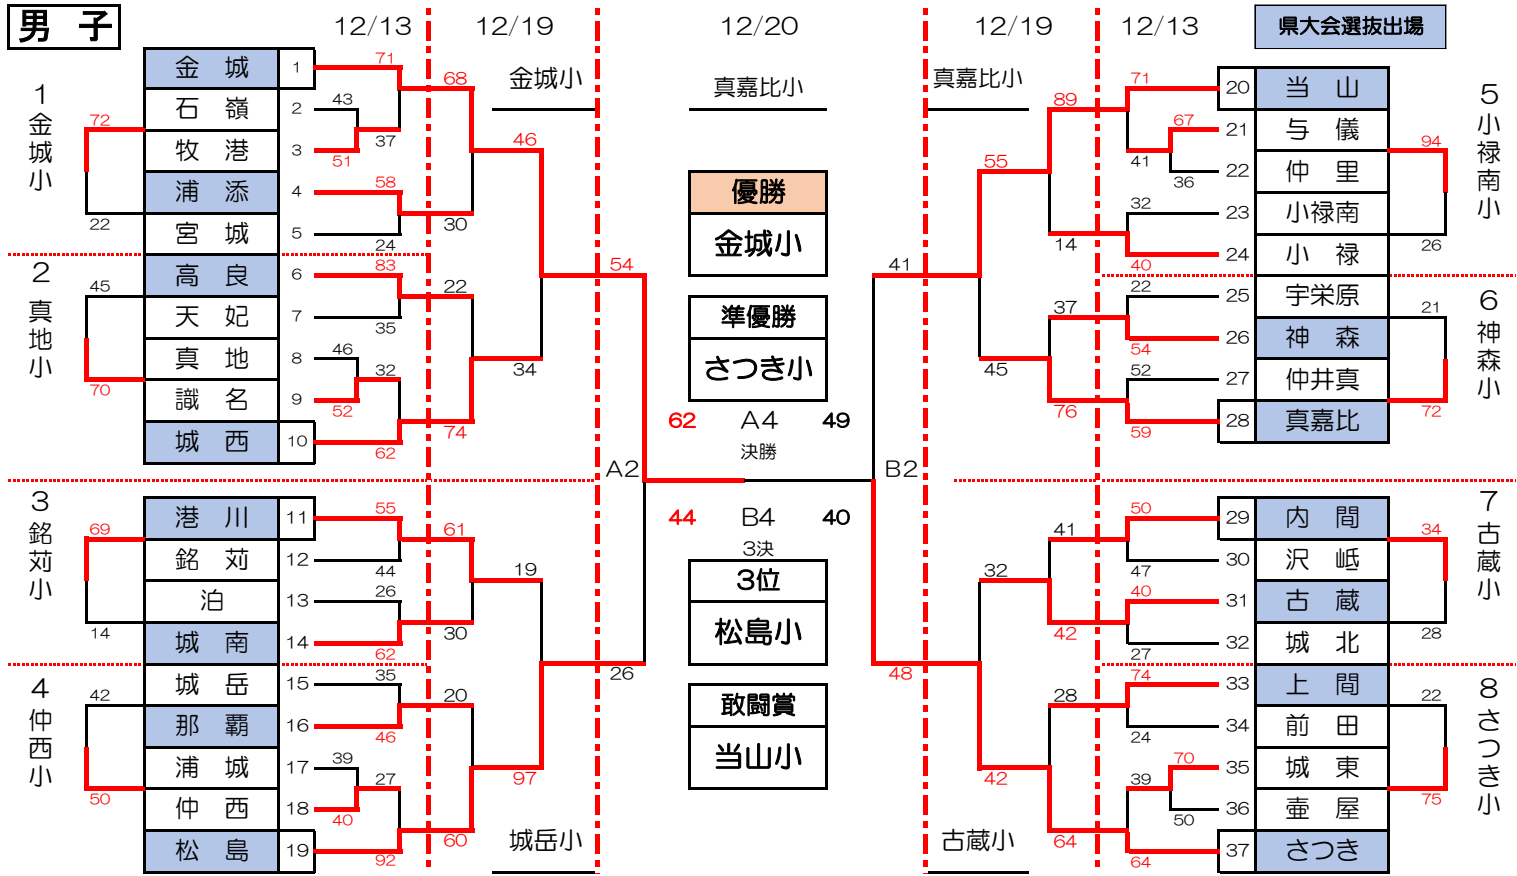 男 子
12/13
12/19
12/20
12/19
12/13
県大会選抜出場
金城小
真嘉比小
真嘉比小
1 金城小
72
22
金 城 1 71
石 嶺 2 43
牧 港 3 51
37
浦 添 4 58
宮 城 5 24
68
30
2 真地小
45
70
高 良 6 83
天 妃 7 35
真 地 8 46
識 名 9 52
32
城 西 10 62
22
74
46
34
3 銘苅小
69
14
港 川 11 55
銘 苅 12 44
泊 13 26
城 南 14 62
61
30
4 仲西小
42
50
城 岳 15 35
那 覇 16 46
浦 城 17 39
仲 西 18 40
27
松 島 19 92
20
60
19
97
城岳小
54
A2
26
優勝
金城小
準優勝
さつき小
62 A4 49
決勝
44 B4 40
3決
3位
松島小
敢闘賞
当山小
41
B2
48
55
45
89
14
71 20 当 山
67 21 与 儀
41
36 22 仲 里
32 23 小禄南
40 24 小 禄
94
26
5 小禄南小
37
76
22 25 宇栄原
54 26 神 森
52 27 仲井真
59 28 真嘉比
21
72
6 神森小
32
42
41
42
50 29 内 間
47 30 沢 岻
40 31 古 蔵
27 32 城 北
34
28
7 古蔵小
28
64
74 33 上 間
24 34 前 田
70 35 城 東
39
50 36 壷 屋
64 37 さつき
22
75
8 さつき小
古蔵小